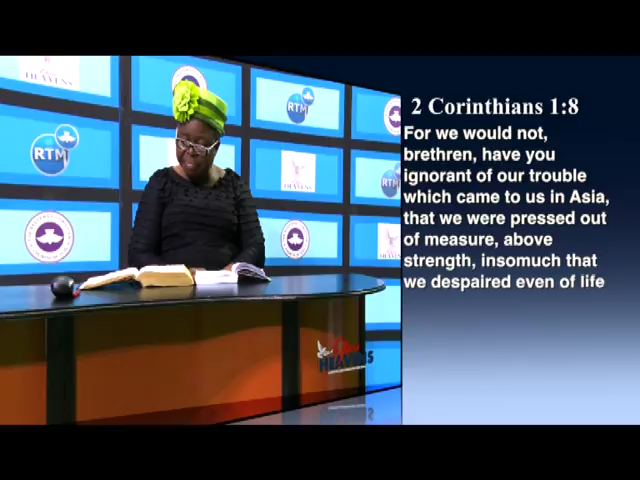 HEAVENS
RTM
RTM
HEAVENS
RTM
HEAVENS
2 Corinthians 1:8
For we would not,
brethren, have you
ignorant of our trouble
which came to us in Asia,
that we were pressed out
of measure, above
strength, insomuch that
we despaired even of life